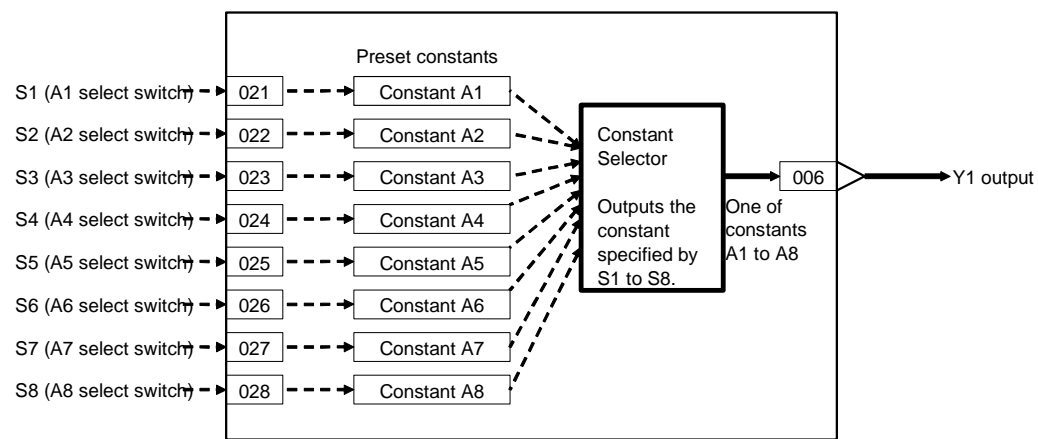 Preset constants
S1 (A1 select switch) 021 Constant A1
S2 (A2 select switch) 022 Constant A2
S3 (A3 select switch) 023 Constant A3
S4 (A4 select switch) 024 Constant A4
S5 (A5 select switch) 025 Constant A5
S6 (A6 select switch) 026 Constant A6
S7 (A7 select switch) 027 Constant A7
S8 (A8 select switch) 028 Constant A8
Constant
Selector
Outputs the
constant
specified by
S1 to S8.
006
One of
constants
A1 to A8
Y1 output